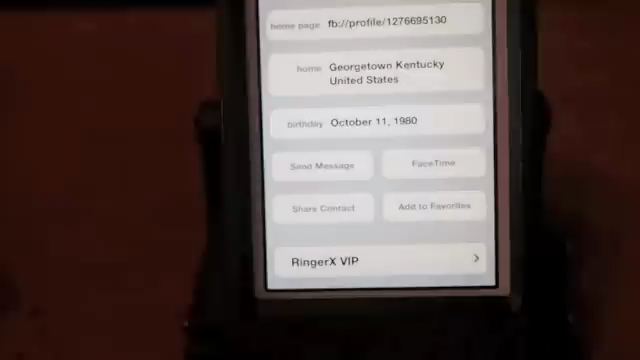 home page fb://profile/1276695130
home Georgetown Kentucky
United States
birthday October 11, 1980
Send Message FaceTime
Share Contact Add to Favorites
RingerX VIP